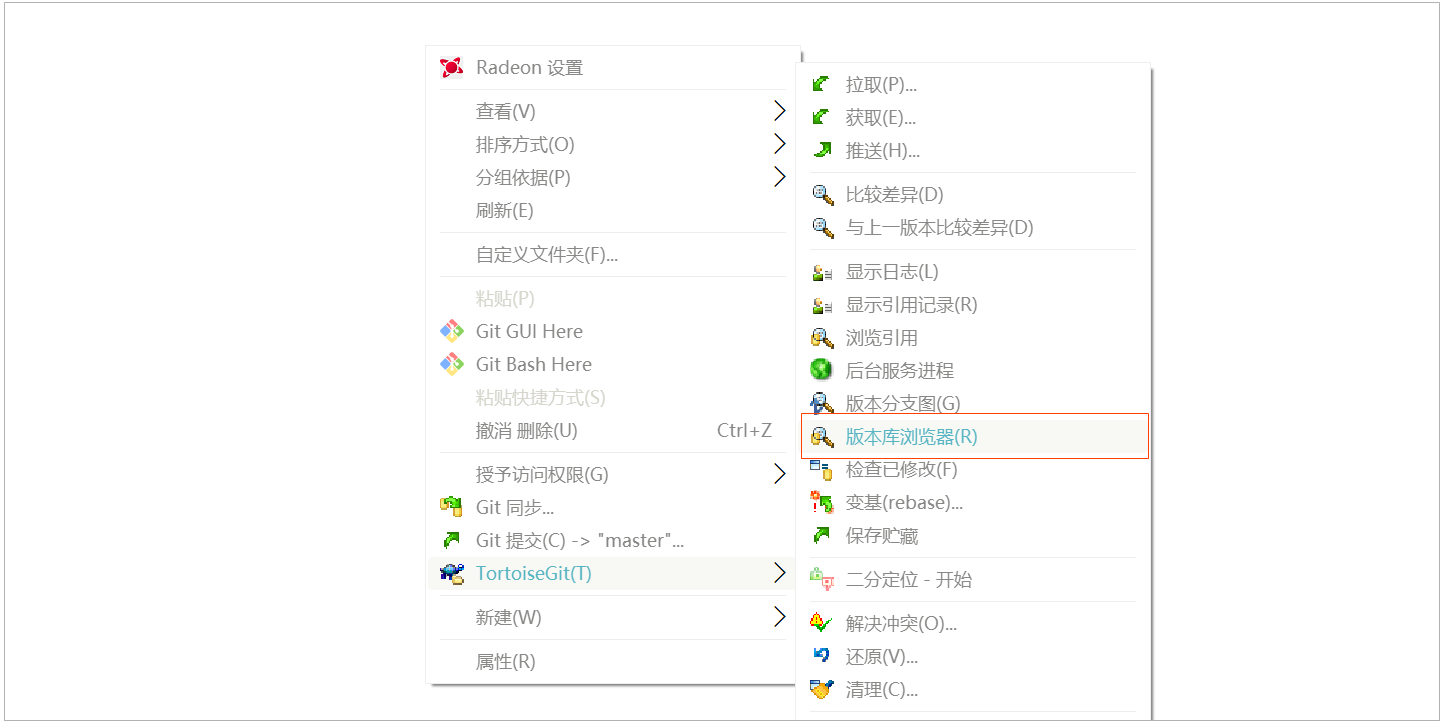 Radeon 设置
查看(V)
排序方式(O)
分组依据(P)
刷新(E)
自定义文件夹(F)...
粘贴(P)
Git GUI Here
Git Bash Here
粘贴快捷方式(S)
撤消 删除(U) Ctrl+Z
授予访问权限(G)
Git 同步...
Git 提交(C) -> "master"...
TortoiseGit(T)
新建(W)
属性(R)
拉取(P)...
获取(E)...
推送(H)...
比较差异(D)
与上一版本比较差异(D)
显示日志(L)
显示引用记录(R)
浏览引用
后台服务进程
版本分支图(G)
版本库浏览器(R)
检查已修改(F)
变基(rebase)...
保存贮藏
二分定位 - 开始
解决冲突(O)...
还原(V)...
清理(C)...